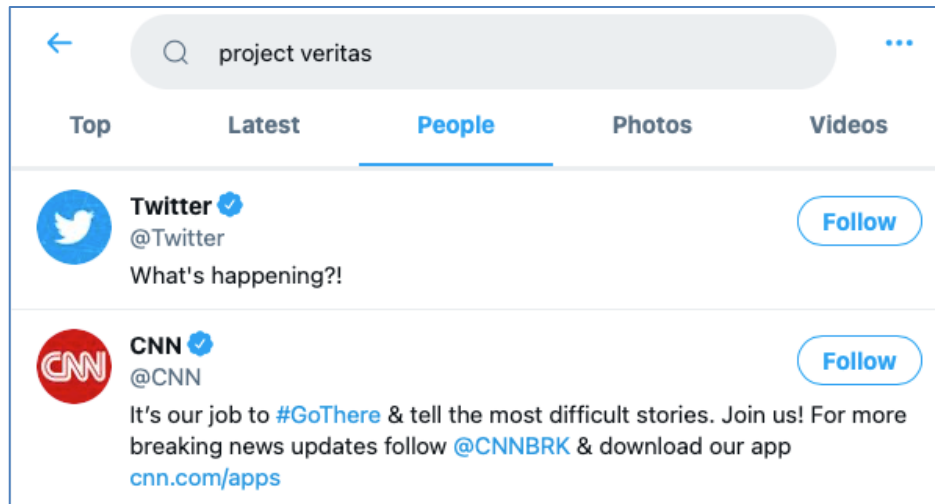 project veritas
Top Latest People Photos Videos
Twitter
@Twitter
Follow
What's happening?!
CNN
CNN
@CNN
Follow
It's our job to #GoThere & tell the most difficult stories. Join us! For more
breaking news updates follow @CNNBRK & download our app
cnn.com/apps